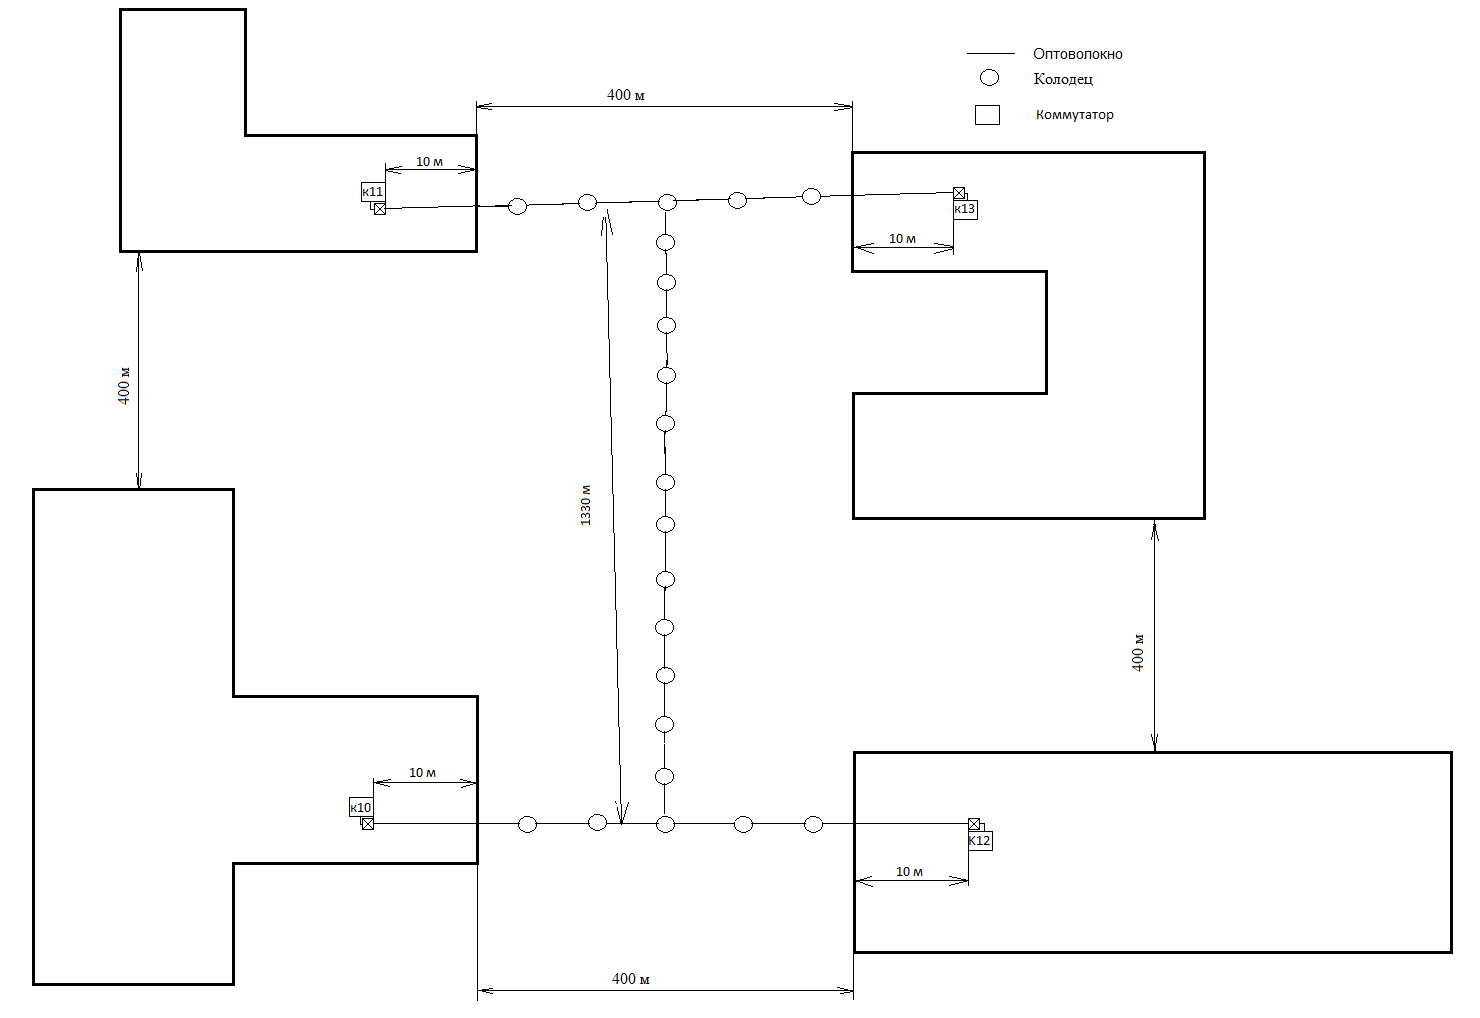 Оптоволокно
Колодец
Коммутатор
400 м
10 м
к11
к13
10 м
400 м
1330 м
400 м
10 м
к10
К12
10 м
400 м